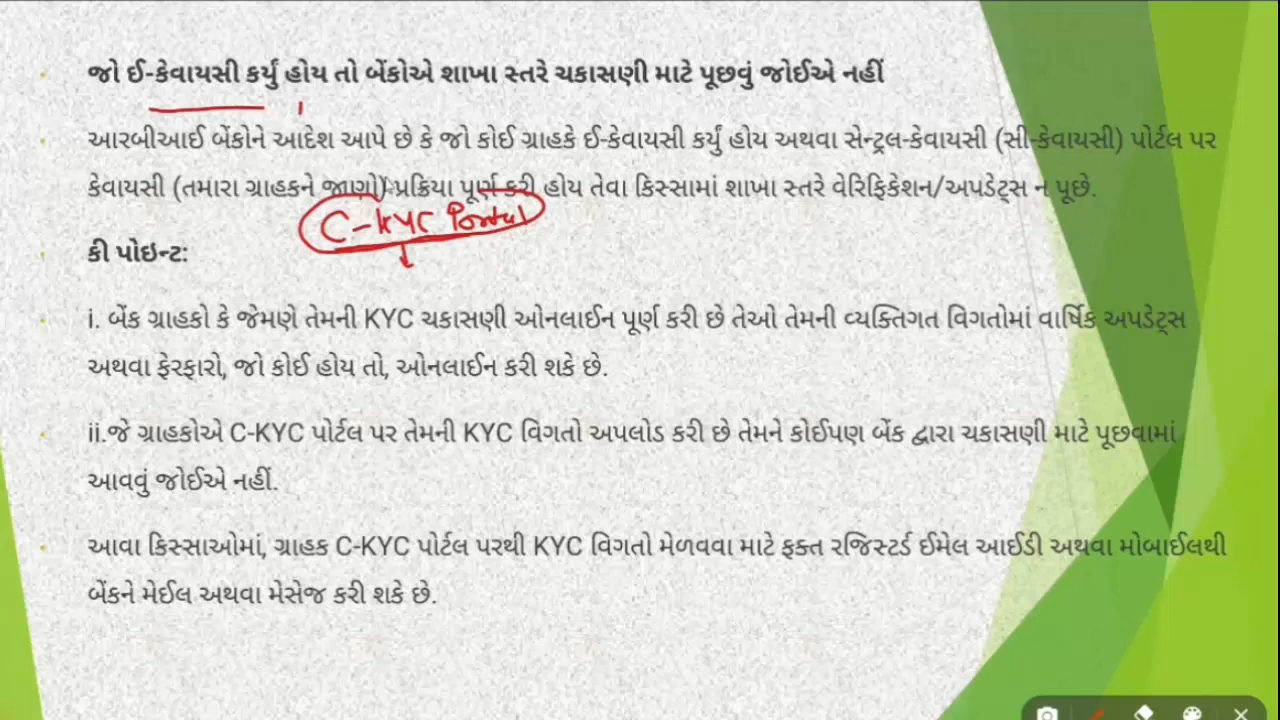 જો ઈ-કેવાયસી કર્યું હોય તો બેંકોએ શાખા સ્તરે ચકાસણી માટે પૂછવું જોઈએ નહીં
આરબીઆઈ બેંકોને આદેશ આપે છે કે જો કોઈ ગ્રાહકે ઈ-કેવાયસી કર્યું હોય અથવા સેન્ટ્રલ-કેવાયસી (સી-કેવાયસી) પોર્ટલ પર
કેવાયસી (તમારા ગ્રાહકને જાણો) પ્રક્રિયા પૂર્ણ કરી હોય તેવા કિસ્સામાં શાખા સ્તરે વેરિફિકેશન/અપડેટ્સ ન પૂછે.
C-KYC Portal
કી પોઇન્ટ:
i. બેંક ગ્રાહકો કે જેમણે તેમની KYC ચકાસણી ઓનલાઈન પૂર્ણ કરી છે તેઓ તેમની વ્યક્તિગત વિગતોમાં વાર્ષિક અપડેટ્સ
અથવા ફેરફારો, જો કોઈ હોય તો, ઓનલાઈન કરી શકે છે.
ii.જે ગ્રાહકોએ C-KYC પોર્ટલ પર તેમની KYC વિગતો અપલોડ કરી છે તેમને કોઈપણ બેંક દ્વારા ચકાસણી માટે પૂછવામાં
આવવું જોઈએ નહીં.
આવા કિસ્સાઓમાં, ગ્રાહક C-KYC પોર્ટલ પરથી KYC વિગતો મેળવવા માટે ફક્ત રજિસ્ટર્ડ ઈમેલ આઈડી અથવા મોબાઈલથી
બેંકને મેઈલ અથવા મેસેજ કરી શકે છે.